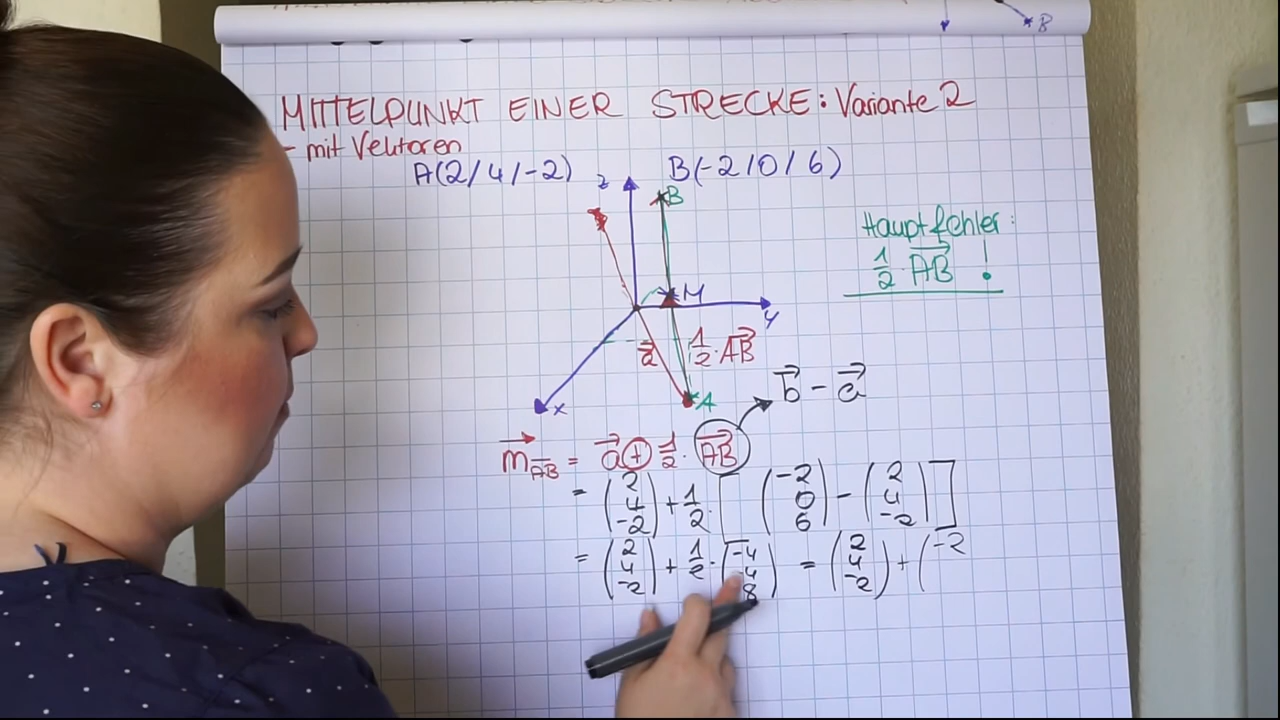 B
MITTELPUNKT EINER STRECKE: Variante 2
- mit Vektoren
A(2/4/-2) B(-2/0/6)
z
B
Hauptfehler:
1/2 · AB !
M
y
a 1/2 · AB
x
A
b - a
m AB = a + 1/2 · AB
= (2 4 -2) + 1/2 · [(-2 0 6) - (2 4 -2)]
= (2 4 -2) + 1/2 · (-4 -4 8) = (2 4 -2) + (-2